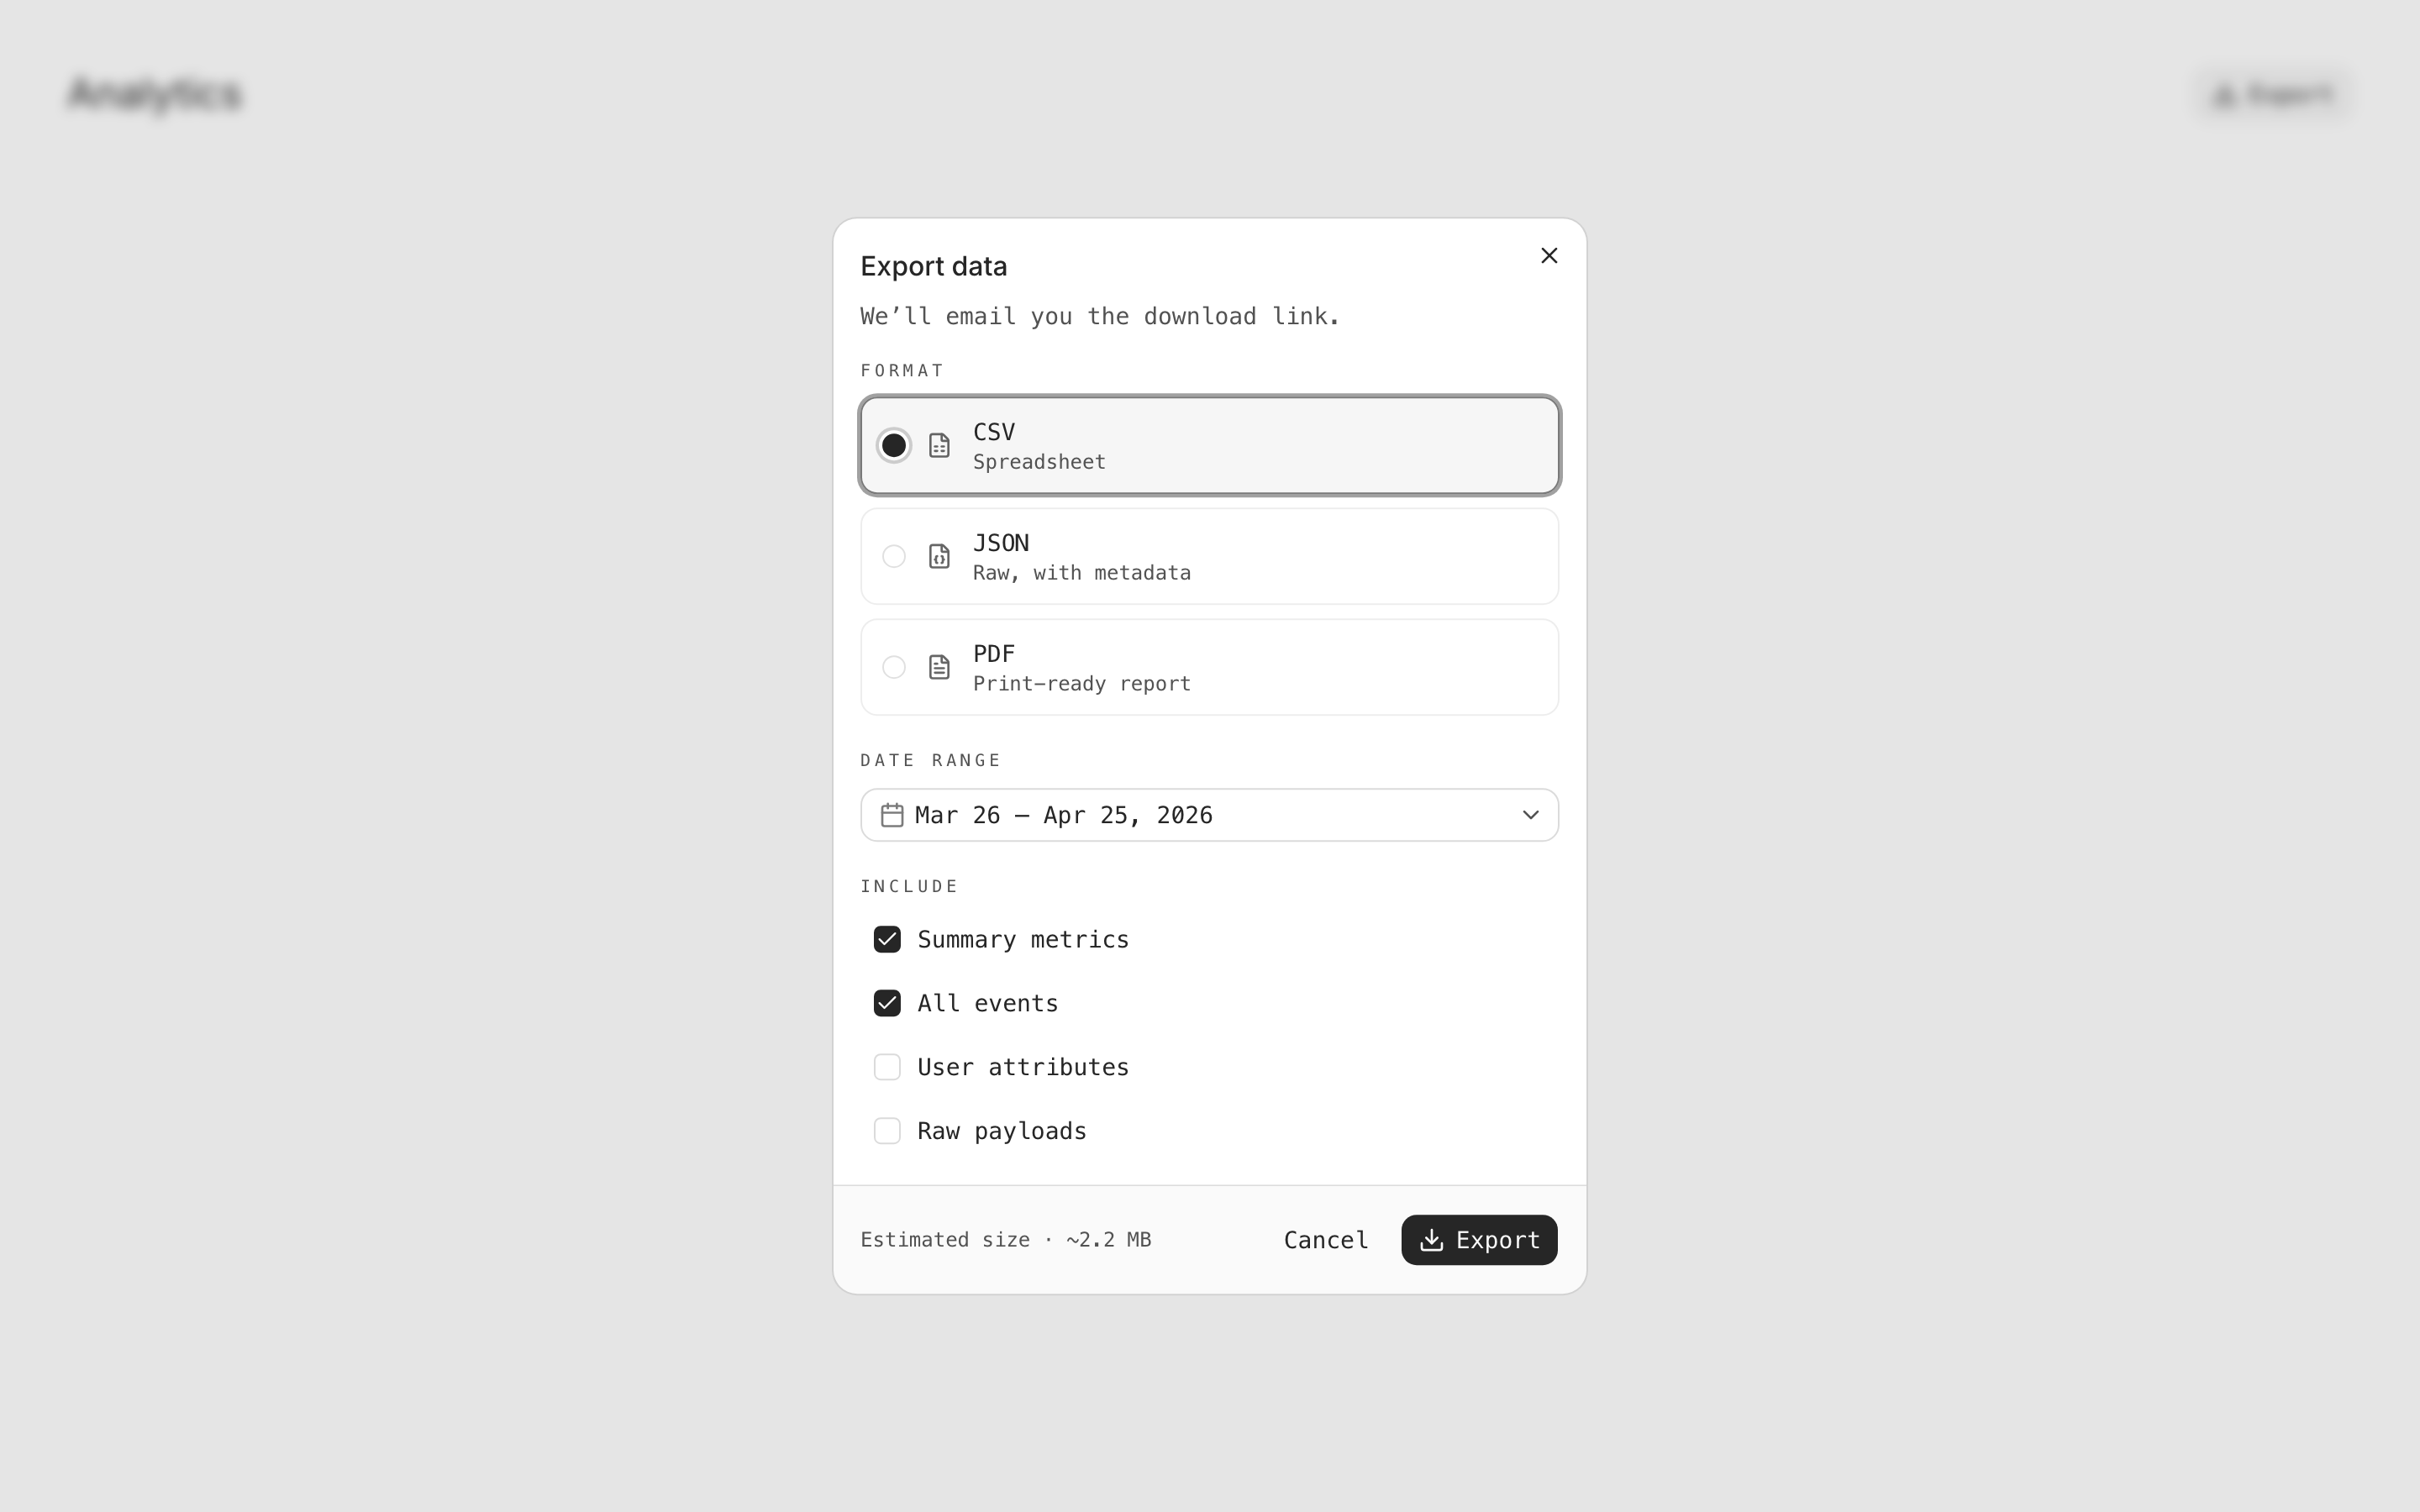 Analytics
Export
Export data
We’ll email you the download link.
FORMAT
CSV
Spreadsheet
JSON
Raw, with metadata
PDF
Print-ready report
DATE RANGE
Mar 26 – Apr 25, 2026
INCLUDE
Summary metrics
All events
User attributes
Raw payloads
Estimated size · ~2.2 MB
Cancel
Export